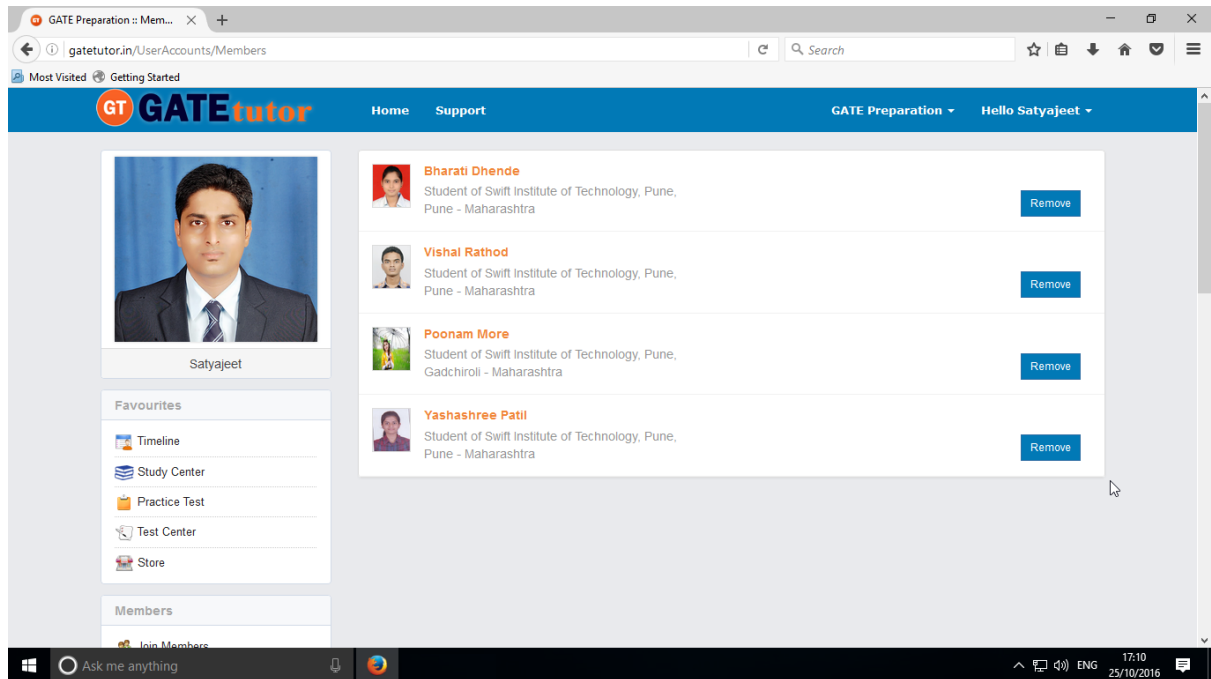 GATE Preparation :: Mem...
gatetutor.in/UserAccounts/Members
Search
Most Visited Getting Started
GT GATEtutor Home Support GATE Preparation Hello Satyajeet
Satyajeet
Favourites
Timeline
Study Center
Practice Test
Test Center
Store
Members
Join Members
Bharati Dhende
Student of Swift Institute of Technology, Pune,
Pune - Maharashtra
Remove
Vishal Rathod
Student of Swift Institute of Technology, Pune,
Pune - Maharashtra
Remove
Poonam More
Student of Swift Institute of Technology, Pune,
Gadchiroli - Maharashtra
Remove
Yashashree Patil
Student of Swift Institute of Technology, Pune,
Pune - Maharashtra
Remove
Ask me anything
ENG
17:10
25/10/2016